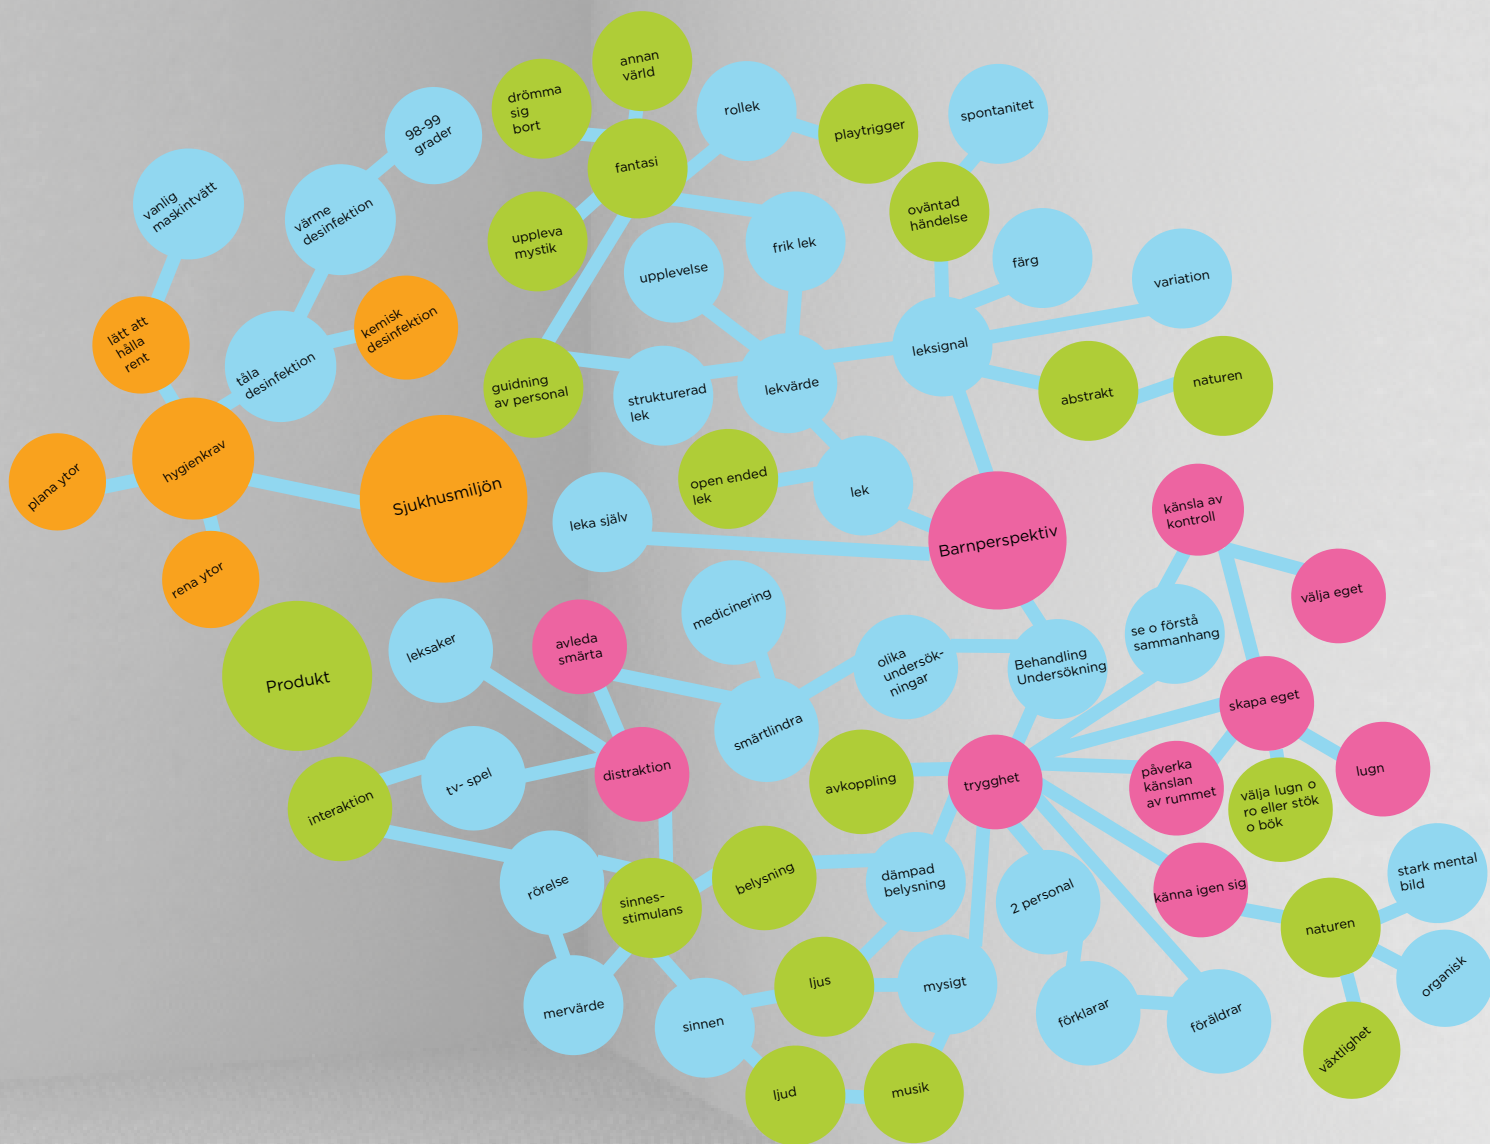 annan
värld
drömma
sig
bort
rollek
playtrigger
spontanitet
98-99
grader
fantasi
vanlig
maskintvätt
värme
desinfektion
oväntad
händelse
uppleva
mystik
upplevelse
frik lek
färg
variation
lätt att
hålla
rent
kemisk
desinfektion
tåla
desinfektion
guidning
av personal
strukturerad
lek
lekvärde
leksignal
abstrakt
naturen
hygienkrav
plana ytor
Sjukhusmiljön
open ended
lek
lek
leka själv
Barnperspektiv
känsla av
kontroll
rena ytor
välja eget
medicinering
se o förstå
sammanhang
leksaker
avleda
smärta
olika
undersök-
ningar
Behandling
Undersökning
Produkt
smärtlindra
skapa eget
distraktion
tv- spel
interaktion
avkoppling
trygghet
påverka
känslan
av rummet
lugn
välja lugn o
ro eller stök
o bök
rörelse
sinnes-
stimulans
belysning
dämpad
belysning
2 personal
känna igen sig
stark mental
bild
naturen
organisk
mervärde
sinnen
ljus
mysigt
förklarar
föräldrar
växtlighet
ljud
musik